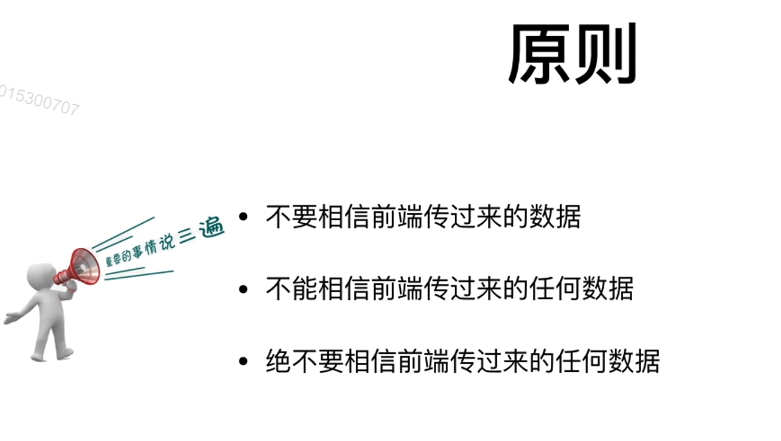 原则
015300707
重要的事情说三遍
不要相信前端传过来的数据
不能相信前端传过来的任何数据
绝不要相信前端传过来的任何数据